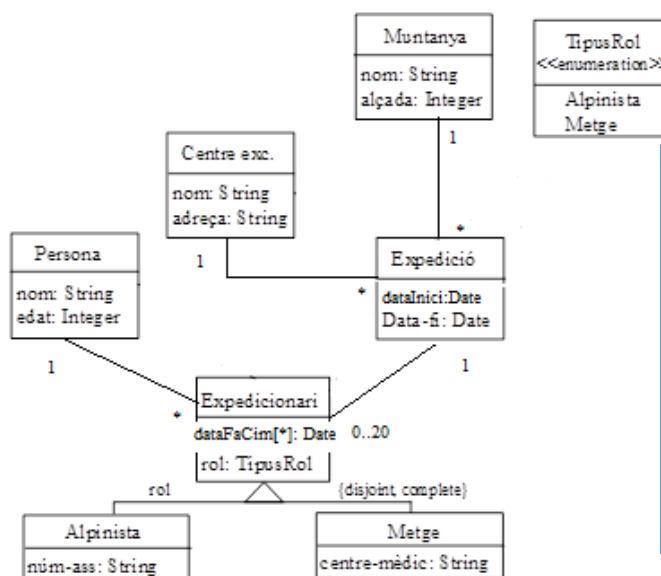 Muntanya
nom: String
alçada: Integer
TipusRol
<<enumeration>>
Alpinista
Metge
1
Centre exc.
nom: String
adreça: String
1
*
*
Expedició
dataInici:Date
Data-fi: Date
1
Persona
nom: String
edat: Integer
1
*
Expedicionari
dataFaCim[*]: Date
0..20
rol: TipusRol
rol
{disjoint, complete}
Alpinista
núm-ass: String
Metge
centre-mèdic: String